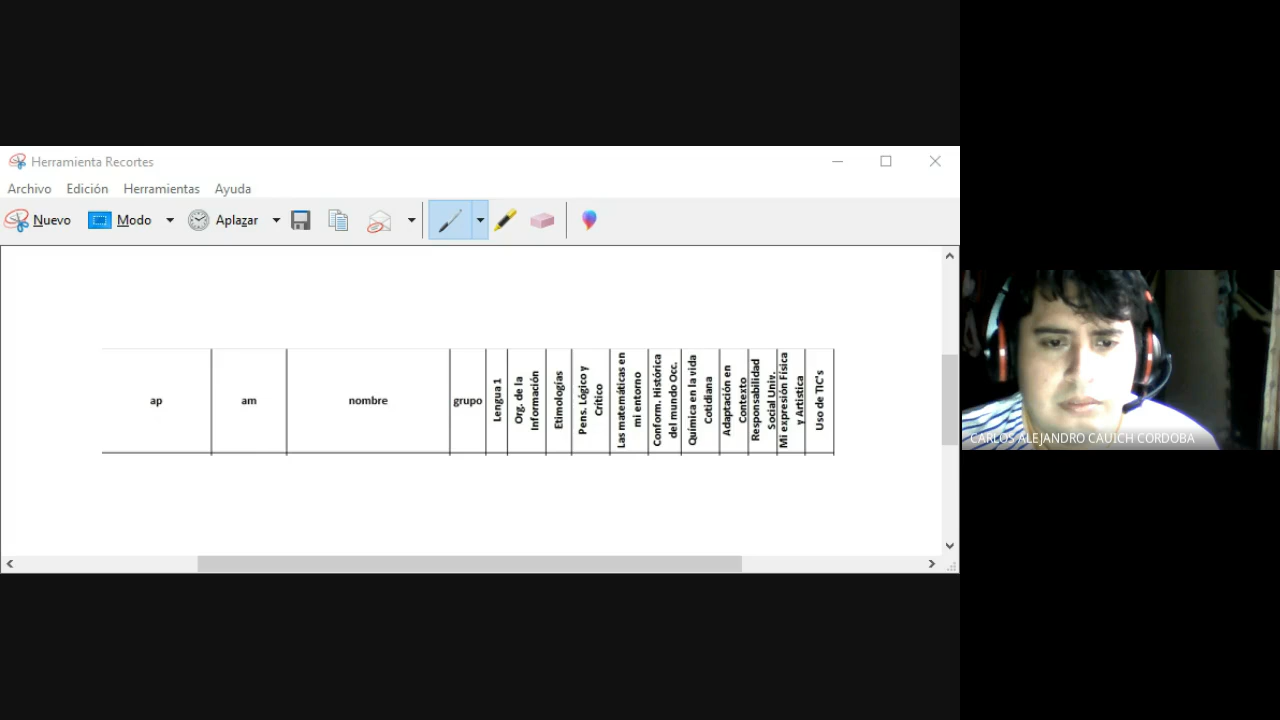 Herramienta Recortes
Archivo Edición Herramientas Ayuda
Nuevo Modo Aplazar
ap am nombre grupo
Lengua 1
Org. de la
Información
Etimologías
Pens. Lógico y
Crítico
Las matemáticas en
mi entorno
Conform. Histórica
del mundo Occ.
Química en la vida
Cotidiana
Adaptación en
Contexto
Responsabilidad
Social Univ.
Mi expresión Física
y Artistica
Uso de TIC's
CARLOS ALEJANDRO CAUICH CORDOBA